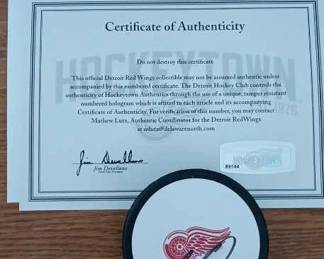 Certificate of Authenticity
Do not destroy this certificate
This official Detroit Red Wings collectible may not be assumed authentic unless
accompanied by this numbered certificate. The Detroit Hockey Club controls the
authenticity of Hockeytown Authentics through the use of a unique, tamper resistant
numbered hologram which is affixed to each article and its accompanying
Certificate of Authenticity. For verification of this number, you may contact
Mathew Lutz, Authentic Coordinator for the Detroit RedWings
HOCKEYTOWN
Jim Devellano
Jim Devellano
89144